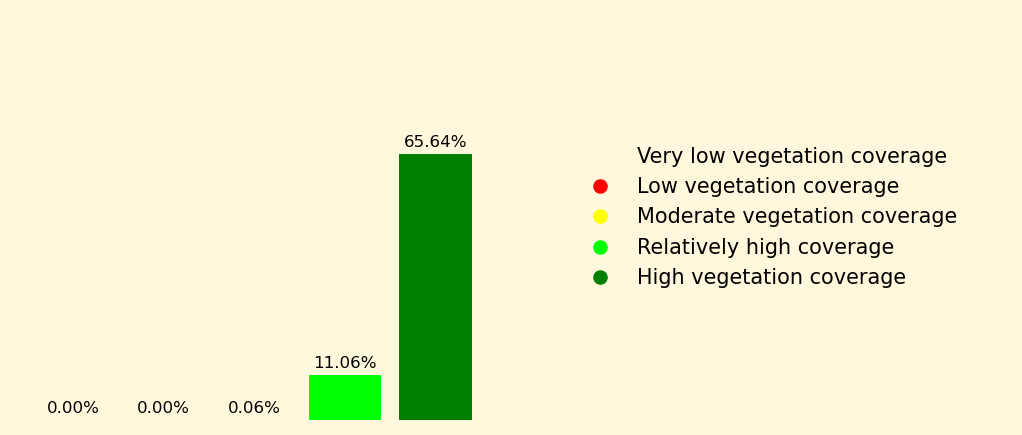 65.64%
11.06%
0.00%
0.00%
0.06%
Very low vegetation coverage
Low vegetation coverage
Moderate vegetation coverage
Relatively high coverage
High vegetation coverage